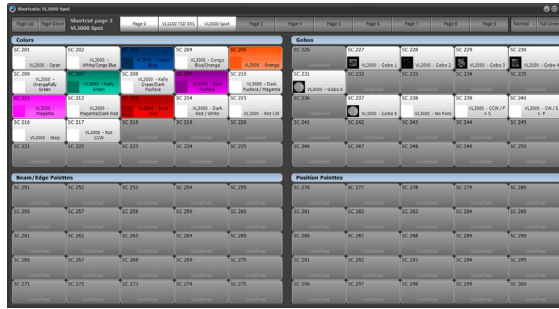 Shortcuts: VL3000 Spot
Page Up Page Down Shortcut page 2 Page 0 VL1100 TSD ERS VL3000 Spot Page 3 Page 4 Page 5 Page 6 Page 7 Page 8 Page 9 Normal Full Screen
VL3000 Spot
Colors
SC 201 SC 202 SC 203 SC 204 SC 205
VL3000 - Open
VL3000 - White/Congo Blue
VL3000 - Congo Blue
VL3000 - Congo Blue/Orange
VL3000 - Orange
SC 206 SC 207 SC 208 SC 209 SC 210
VL3000 - Orange/Kelly Green
VL3000 - Kelly Green
VL3000 - Kelly Green/Dark Fuchsia
VL3000 - Dark Fuchsia
VL3000 - Dark Fuchsia / Magenta
SC 211 SC 212 SC 213 SC 214 SC 215
VL3000 - Magenta
VL3000 - Magenta/Dark Red
VL3000 - Dark Red
VL3000 - Dark Red / White
VL3000 - Rot CW
SC 216 SC 217 SC 218 SC 219 SC 220
VL3000 - Stop
VL3000 - Rot CCW
SC 221 SC 222 SC 223 SC 224 SC 225
Gobos
SC 226 SC 227 SC 228 SC 229 SC 230
VL3000 - Gobo 1
VL3000 - Gobo 2
VL3000 - Gobo 3
VL3000 - Gobo 4
SC 231 SC 232 SC 233 SC 234 SC 235
VL3000 - Gobo 5
SC 236 SC 237 SC 238 SC 239 SC 240
VL3000 - Gobo 6
VL3000 - No Func
VL3000 - CCW / F > S
VL3000 - CW / S > F
SC 241 SC 242 SC 243 SC 244 SC 245
SC 246 SC 247 SC 248 SC 249 SC 250
Beam/Edge Palettes
SC 251 SC 252 SC 253 SC 254 SC 255
SC 256 SC 257 SC 258 SC 259 SC 260
SC 261 SC 262 SC 263 SC 264 SC 265
SC 266 SC 267 SC 268 SC 269 SC 270
SC 271 SC 272 SC 273 SC 274 SC 275
Position Palettes
SC 276 SC 277 SC 278 SC 279 SC 280
SC 281 SC 282 SC 283 SC 284 SC 285
SC 286 SC 287 SC 288 SC 289 SC 290
SC 291 SC 292 SC 293 SC 294 SC 295
SC 296 SC 297 SC 298 SC 299 SC 300